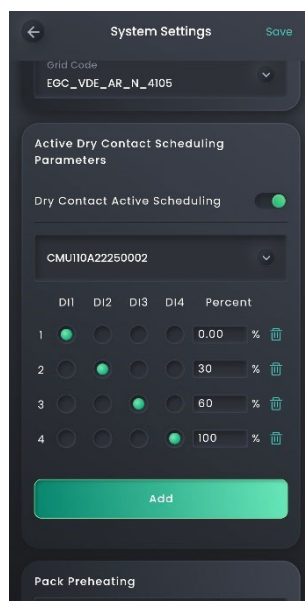 System Settings Save
Grid Code
EGC_VDE_AR_N_4105
Active Dry Contact Scheduling
Parameters
Dry Contact Active Scheduling
CMU110A22250002
DI1 DI2 DI3 DI4 Percent
1 0.00 %
2 30 %
3 60 %
4 100 %
Add
Pack Preheating